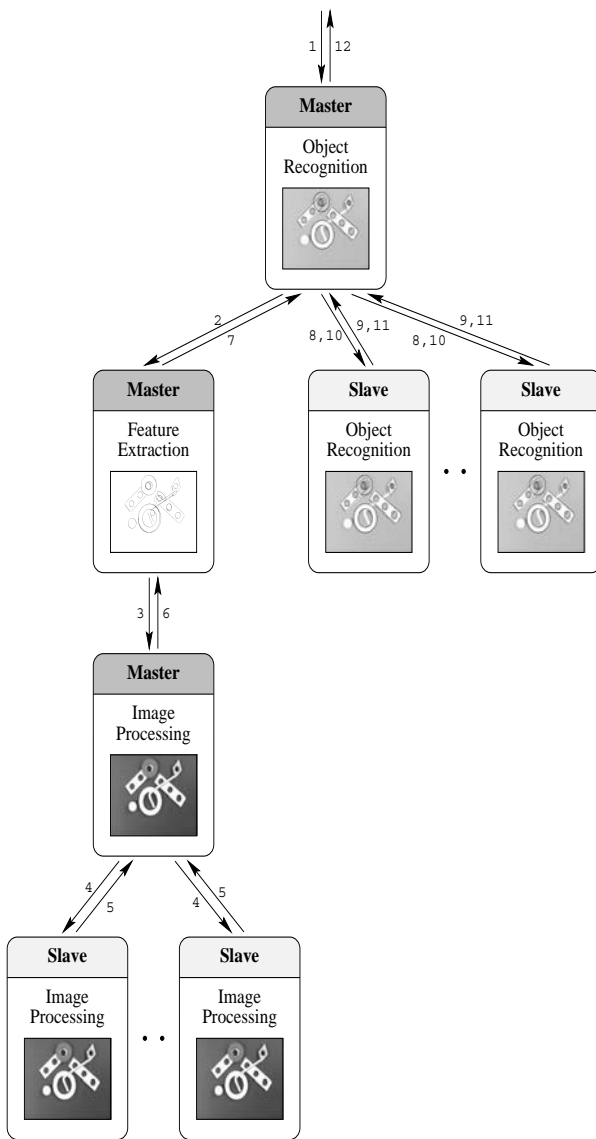 1 12
Master
Object
Recognition
2
7
8,10
9,11
9,11
8,10
Master
Feature
Extraction
Slave
Object
Recognition
. .
Slave
Object
Recognition
3 6
Master
Image
Processing
4
5
4
5
Slave
Image
Processing
. .
Slave
Image
Processing